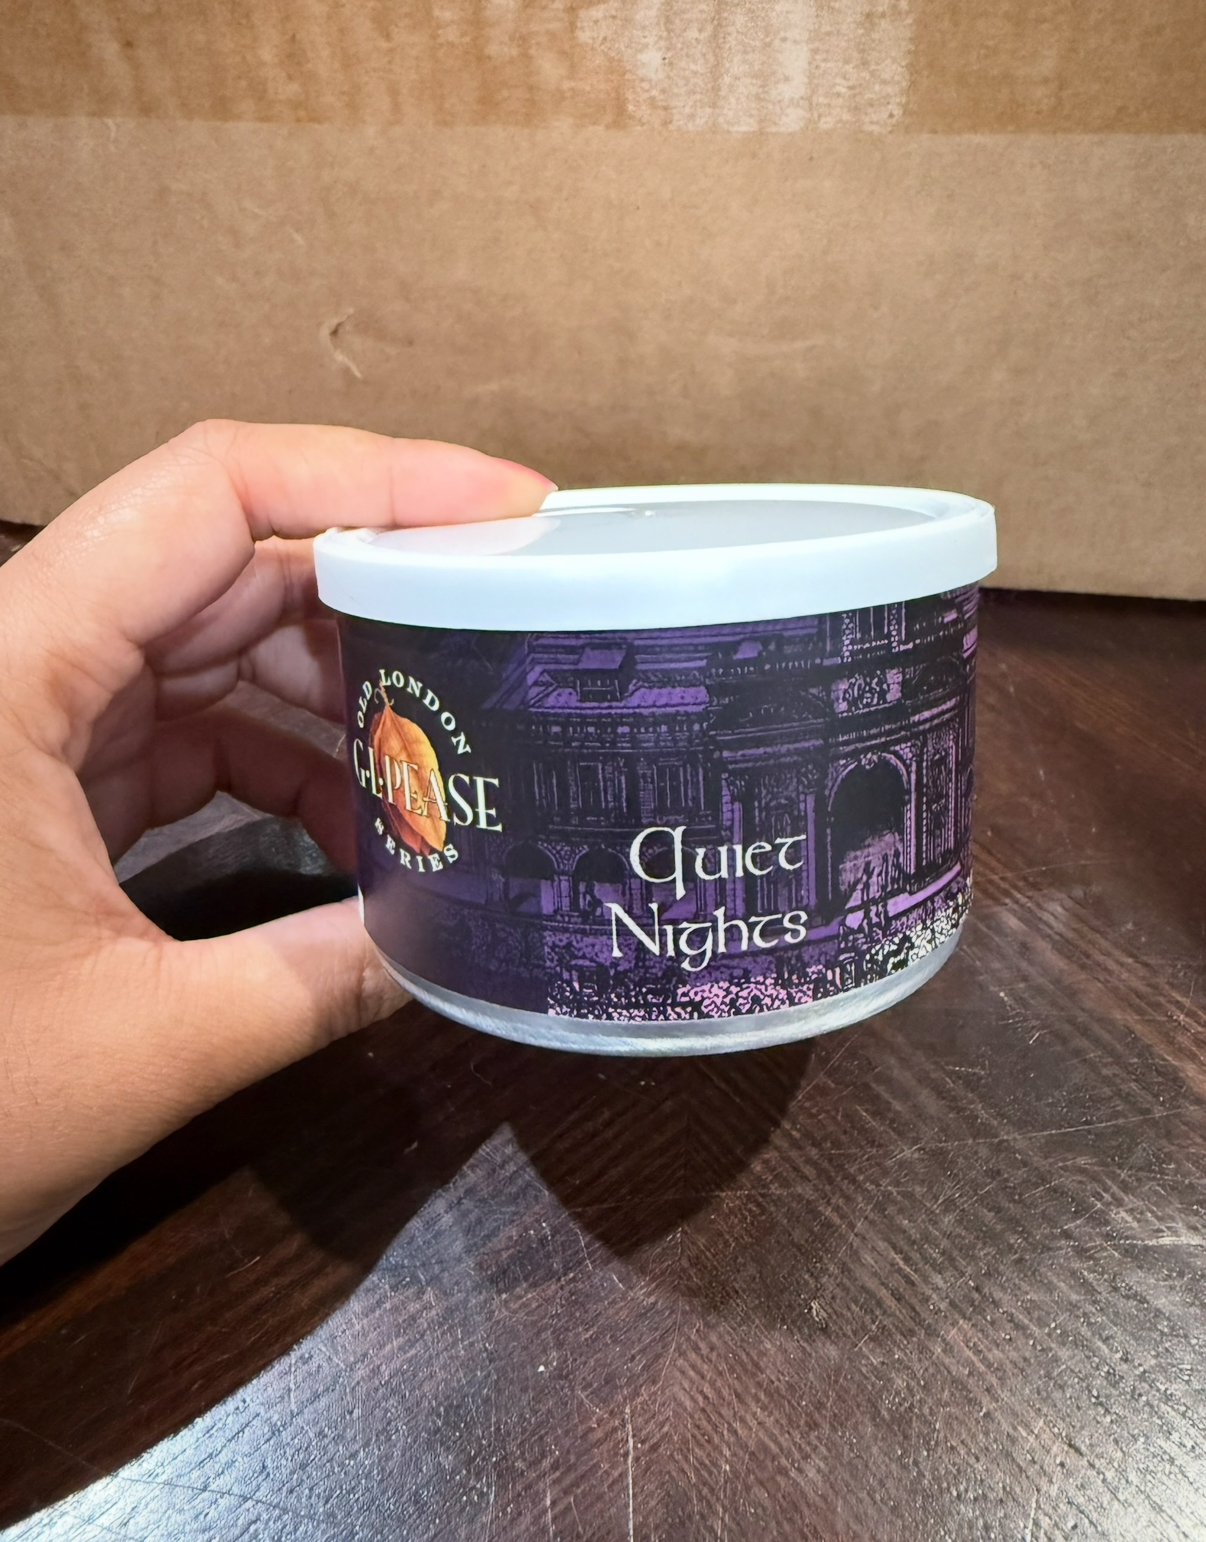 OLD LONDON
G.L. PEASE
SERIES
Quiet
Nights